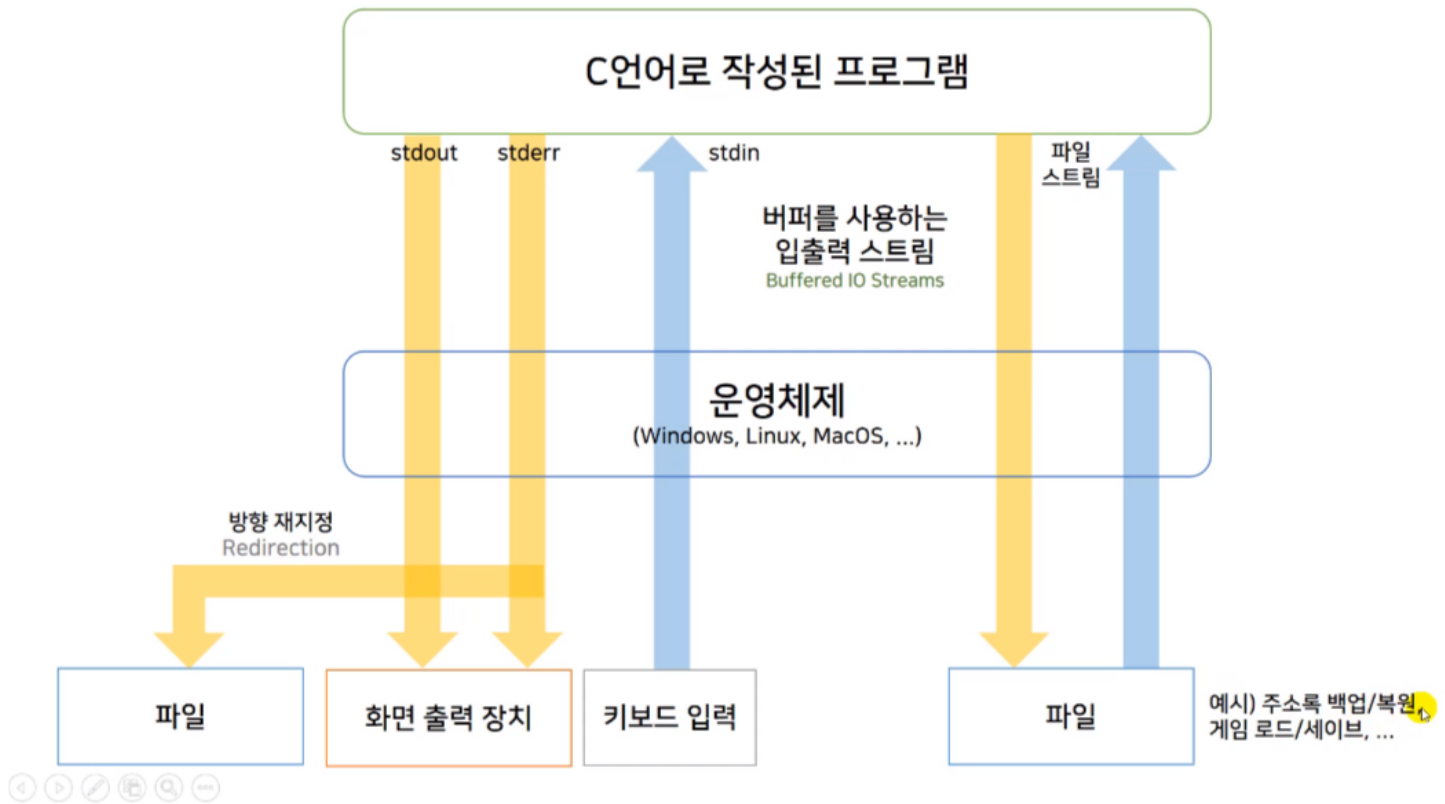 C언어로 작성된 프로그램
stdout
stderr
stdin
파일
스트림
버퍼를 사용하는
입출력 스트림
Buffered IO Streams
운영체제
(Windows, Linux, MacOS, ...)
방향 재지정
Redirection
파일
화면 출력 장치
키보드 입력
파일
예시) 주소록 백업/복원,
게임 로드/세이브, ...